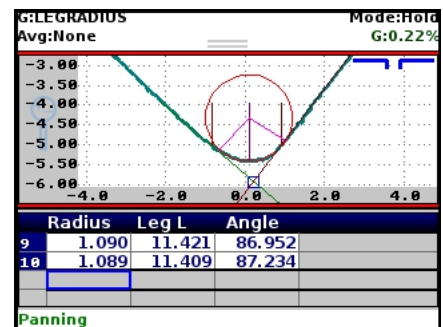 G:LEGRADIUS Mode:Hold
Avg:None G:0.22%
-3.00
-3.50
-4.00
-4.50
-5.00
-5.50
-6.00
-4.0 -2.0 0.0 2.0 4.0
Radius Leg L Angle
9 1.090 11.421 86.952
10 1.089 11.409 87.234
Panning